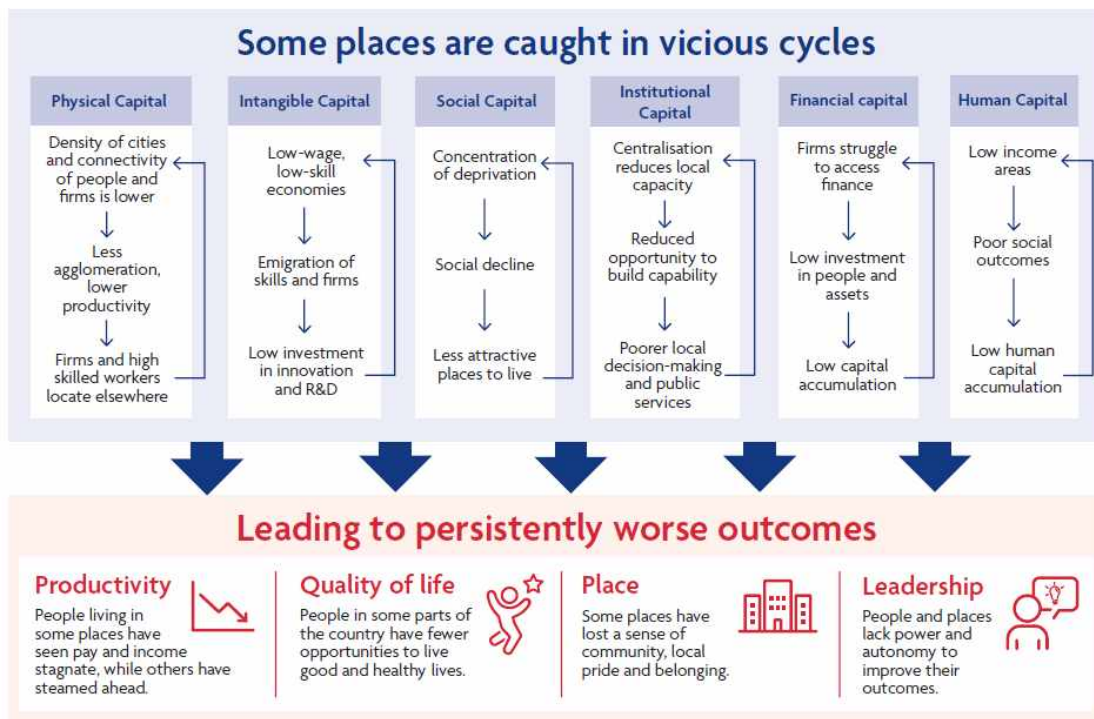 Some places are caught in vicious cycles
Physical Capital
Density of cities
and connectivity
of people and
firms is lower
Less
agglomeration,
lower
productivity
Firms and high
skilled workers
locate elsewhere
Intangible Capital
Low-wage,
low-skill
economies
Emigration of
skills and firms
Low investment
in innovation
and R&D
Social Capital
Concentration
of deprivation
Social decline
Less attractive
places to live
Institutional
Capital
Centralisation
reduces local
capacity
Reduced
opportunity to
build capability
Poorer local
decision-making
and public
services
Financial capital
Firms struggle
to access
finance
Low investment
in people and
assets
Low capital
accumulation
Human Capital
Low income
areas
Poor social
outcomes
Low human
capital
accumulation
Leading to persistently worse outcomes
Productivity
People living in
some places have
seen pay and income
stagnate, while others have
steamed ahead.
Quality of life
People in some parts of
the country have fewer
opportunities to live
good and healthy lives.
Place
Some places have
lost a sense of
community, local
pride and belonging.
Leadership
People and places
lack power and
autonomy to
improve their
outcomes.